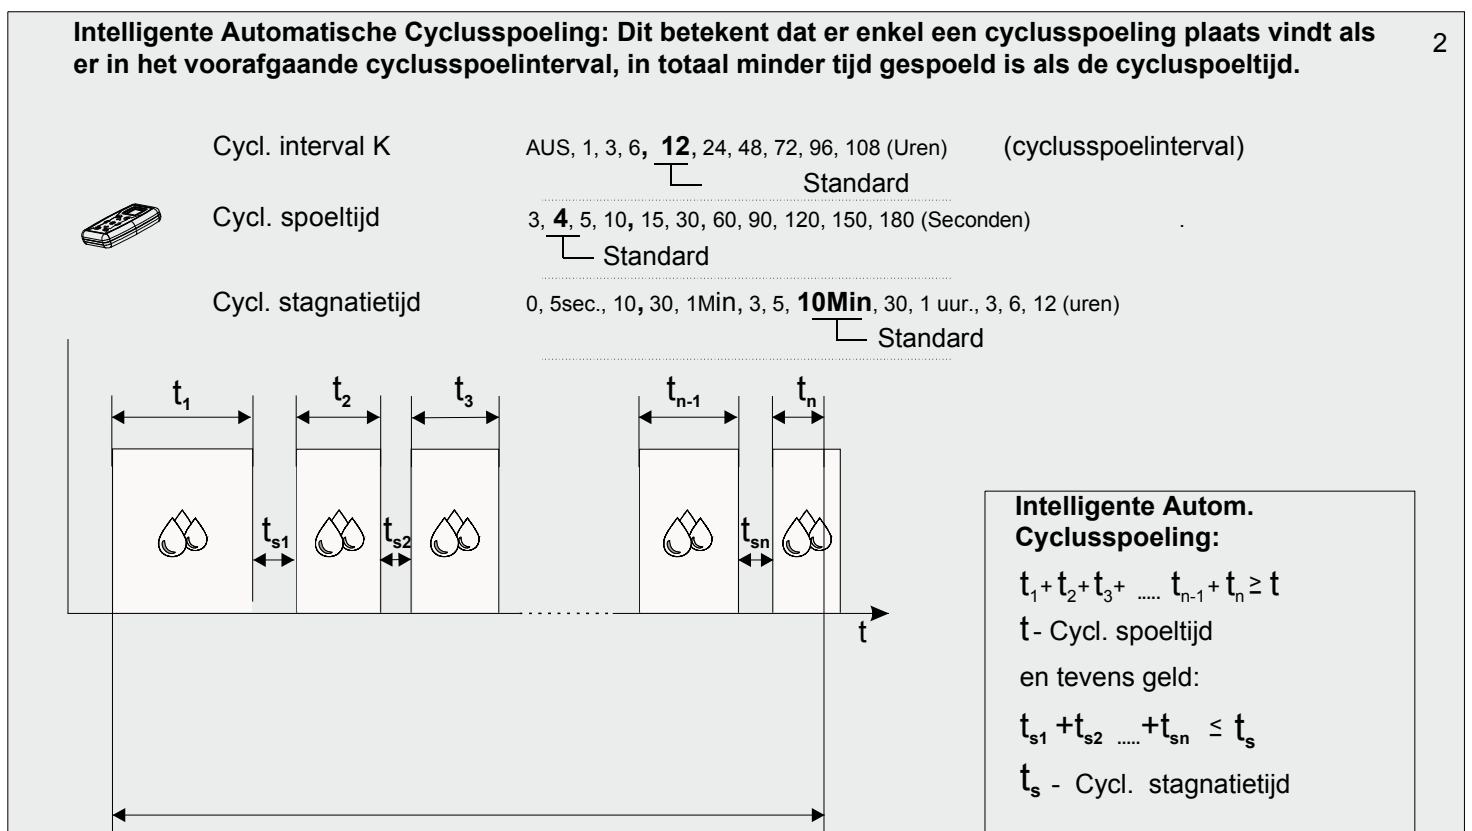 Intelligente Automatische Cyclusspoeling: Dit betekent dat er enkel een cyclusspoeling plaats vindt als
er in het voorafgaande cyclusspoelinterval, in totaal minder tijd gespoeld is als de cycluspoeltijd.
2
Cycl. interval K AUS, 1, 3, 6, 12, 24, 48, 72, 96, 108 (Uren) (cyclusspoelinterval)
Standard
Cycl. spoeltijd 3, 4, 5, 10, 15, 30, 60, 90, 120, 150, 180 (Seconden) .
Standard
Cycl. stagnatietijd 0, 5sec., 10, 30, 1Min, 3, 5, 10Min, 30, 1 uur., 3, 6, 12 (uren)
Standard
t1 t2 t3 tn-1 tn
ts1 ts2 tsn
t
Intelligente Autom.
Cyclusspoeling:
t1+t2+t3+ ..... tn-1+tn ≥ t
t - Cycl. spoeltijd
en tevens geld:
ts1 +ts2 .....+tsn ≤ ts
ts - Cycl. stagnatietijd